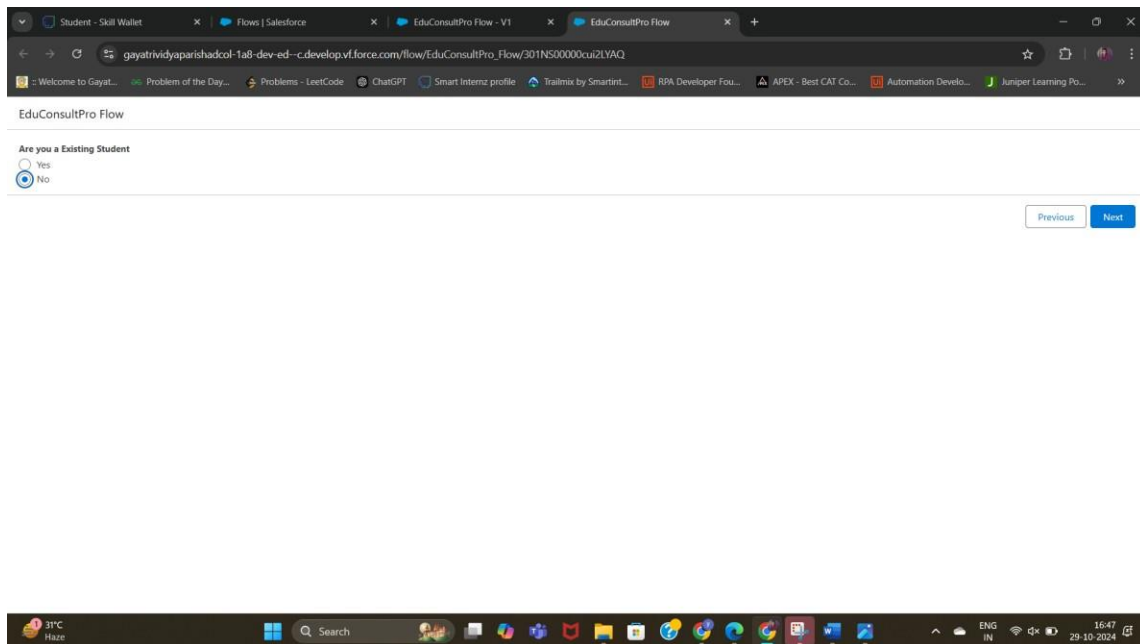 Student - Skill Wallet
Flows | Salesforce
EduConsultPro Flow - V1
EduConsultPro Flow
gayatrividyaparishadcol-1a8-dev-ed--c.develop.vf.force.com/flow/EduConsultPro_Flow/301NS00000cui2LYAQ
:: Welcome to Gayat... Problem of the Day... Problems - LeetCode ChatGPT Smart Internz profile Trailmix by Smartint... RPA Developer Fou... APEX - Best CAT Co... Automation Develo... Juniper Learning Po... »
EduConsultPro Flow
Are you a Existing Student
Yes
No
Previous Next
31°C
Haze
Search
ENG
IN
16:47
29-10-2024